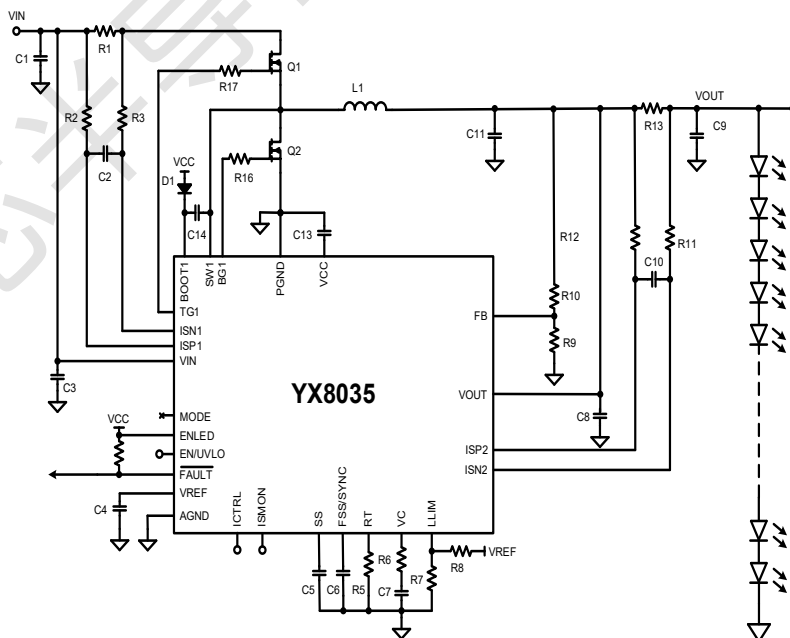 VIN
R1
C1
R2
R3
C2
R17
Q1
L1
VOUT
R13
C11
C9
Q2
R16
VCC
D1
C14
C13
R12
C10
R11
R10
R9
BOOT1
SW1
BG1
PGND
VCC
TG1
ISN1
ISP1
VIN
C3
FB
YX8035
VOUT
C8
MODE
VCC
ENLED
EN/UVLO
FAULT
VREF
AGND
C4
ISP2
ISN2
ICTRL
ISMON
SS
FSS/SYNC
RT
VC
LLIM
R8
VREF
C5
C6
R5
R6
C7
R7